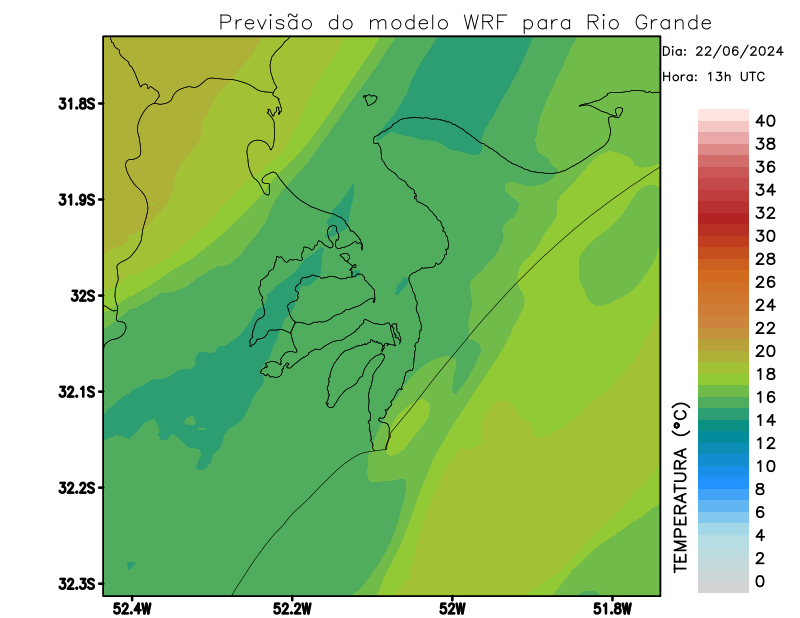 Previsão do modelo WRF para Rio Grande
Dia: 22/06/2024
Hora: 13h UTC
31.8S
31.9S
32S
32.1S
32.2S
32.3S
52.4W
52.2W
52W
51.8W
TEMPERATURA (°C)
40
38
36
34
32
30
28
26
24
22
20
18
16
14
12
10
8
6
4
2
0